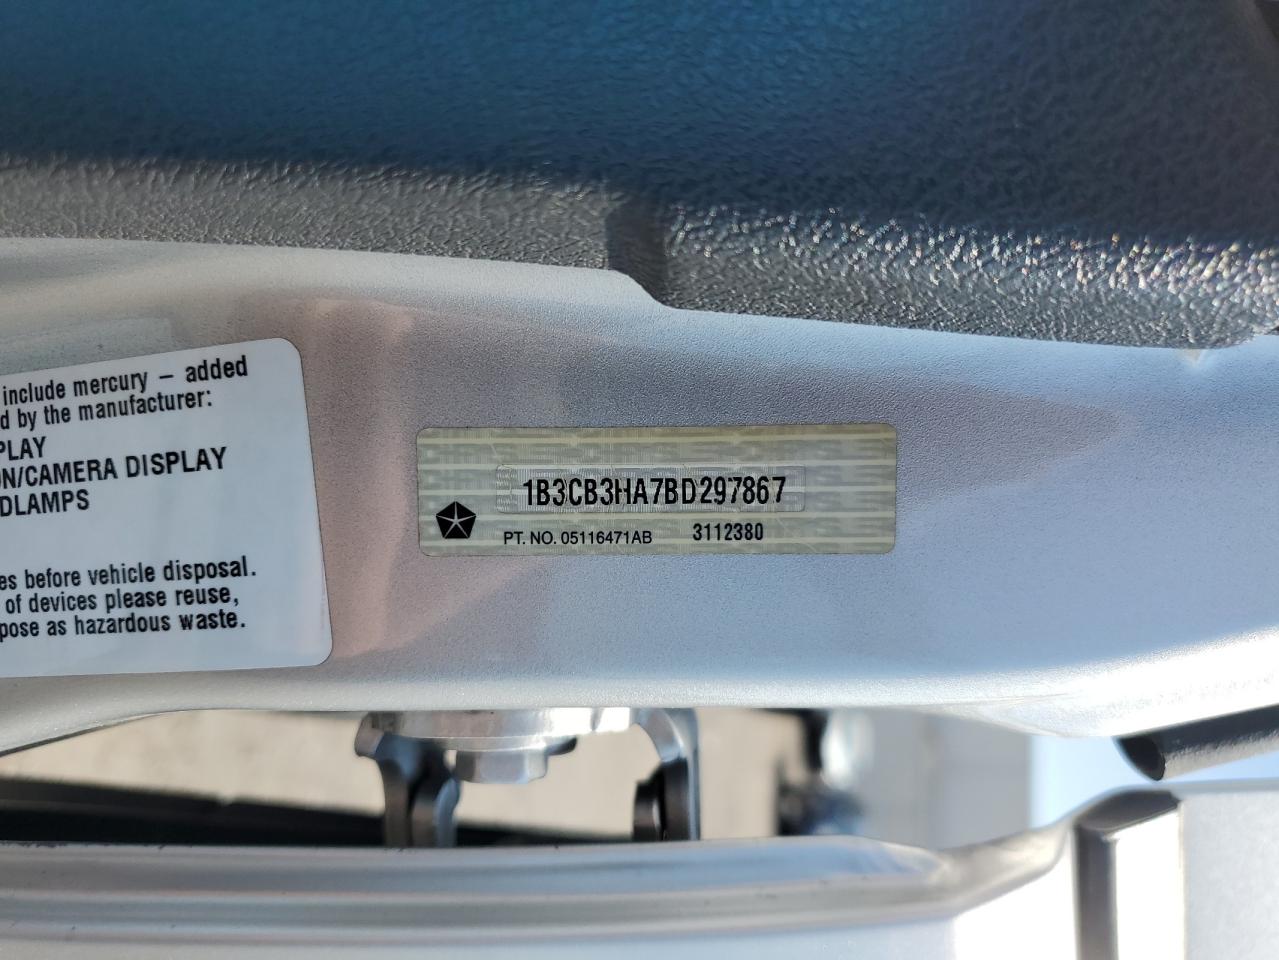 include mercury – added
d by the manufacturer:
PLAY
ON/CAMERA DISPLAY
DLAMPS
es before vehicle disposal.
of devices please reuse,
pose as hazardous waste.
1B3CB3HA7BD297867
PT. NO. 05116471AB 3112380